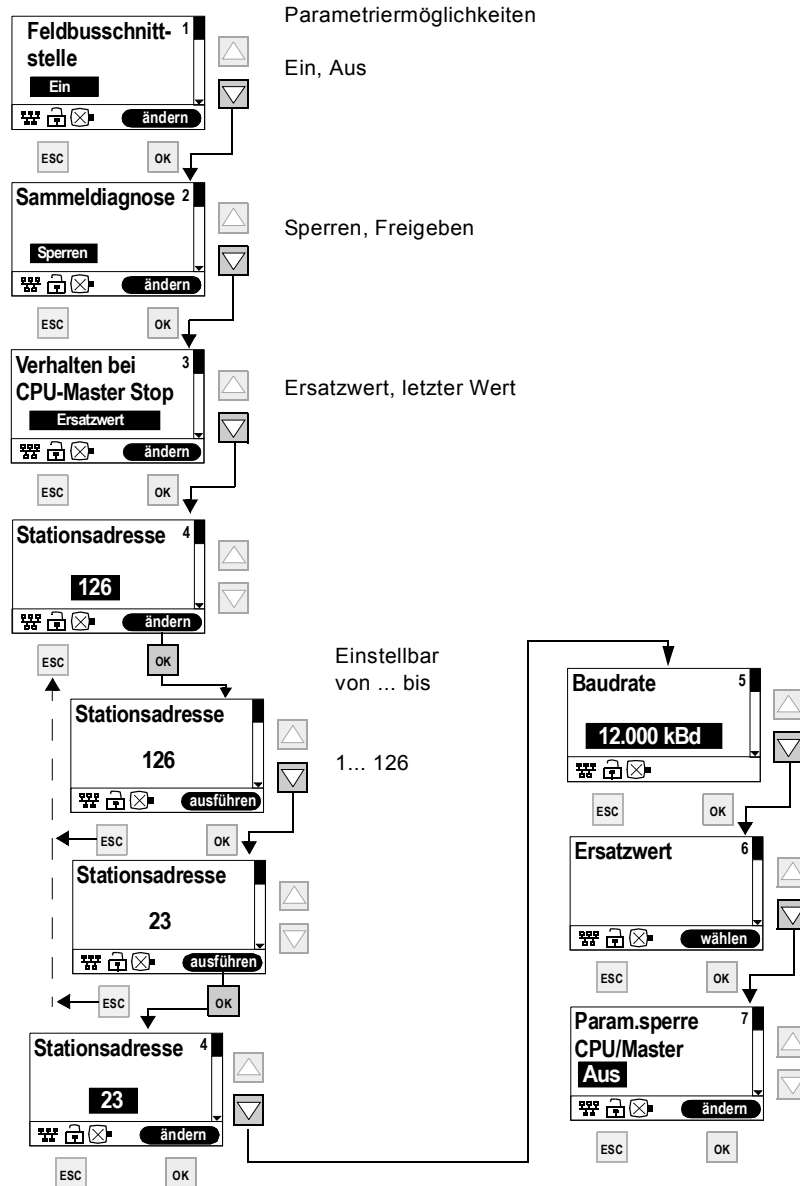 Parametriermöglichkeiten
Feldbusschnitt- 1
stelle
Ein
ändern
Ein, Aus
ESC OK
Sammeldiagnose 2
Sperren
ändern
Sperren, Freigeben
ESC OK
Verhalten bei 3
CPU-Master Stop
Ersatzwert
ändern
Ersatzwert, letzter Wert
ESC OK
Stationsadresse 4
126
ändern
ESC OK
Einstellbar
von ... bis
Stationsadresse
126
ausführen
1... 126
ESC OK
Stationsadresse
23
ausführen
ESC OK
Stationsadresse 4
23
ändern
ESC OK
Baudrate 5
12.000 kBd
ESC OK
Ersatzwert 6
wählen
ESC OK
Param.sperre 7
CPU/Master
Aus
ändern
ESC OK